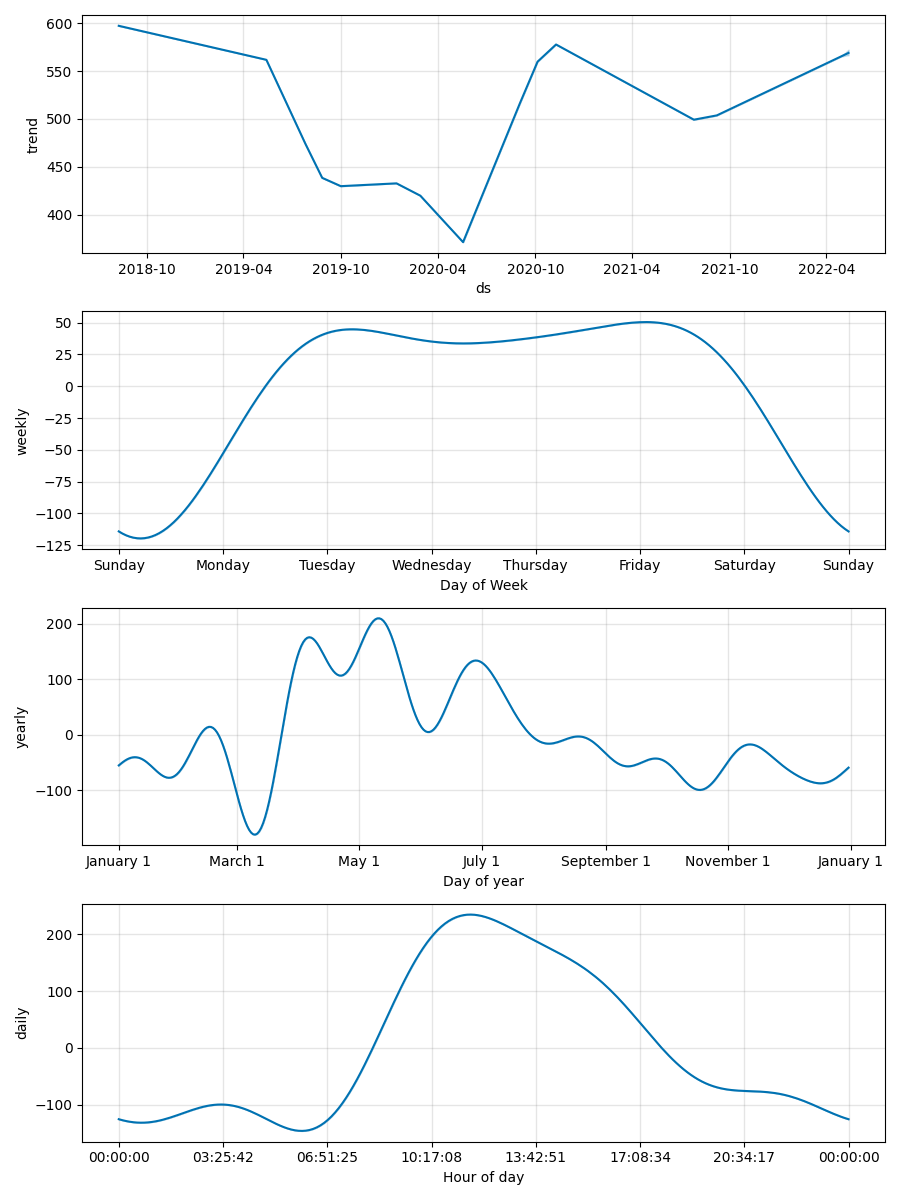 600
550
500
450
400
trend
2018-10 2019-04 2019-10 2020-04 2020-10 2021-04 2021-10 2022-04
ds
50
25
0
−25
−50
−75
−100
−125
weekly
Sunday Monday Tuesday Wednesday Thursday Friday Saturday Sunday
Day of Week
200
100
0
−100
yearly
January 1 March 1 May 1 July 1 September 1 November 1 January 1
Day of year
200
100
0
−100
daily
00:00:00 03:25:42 06:51:25 10:17:08 13:42:51 17:08:34 20:34:17 00:00:00
Hour of day